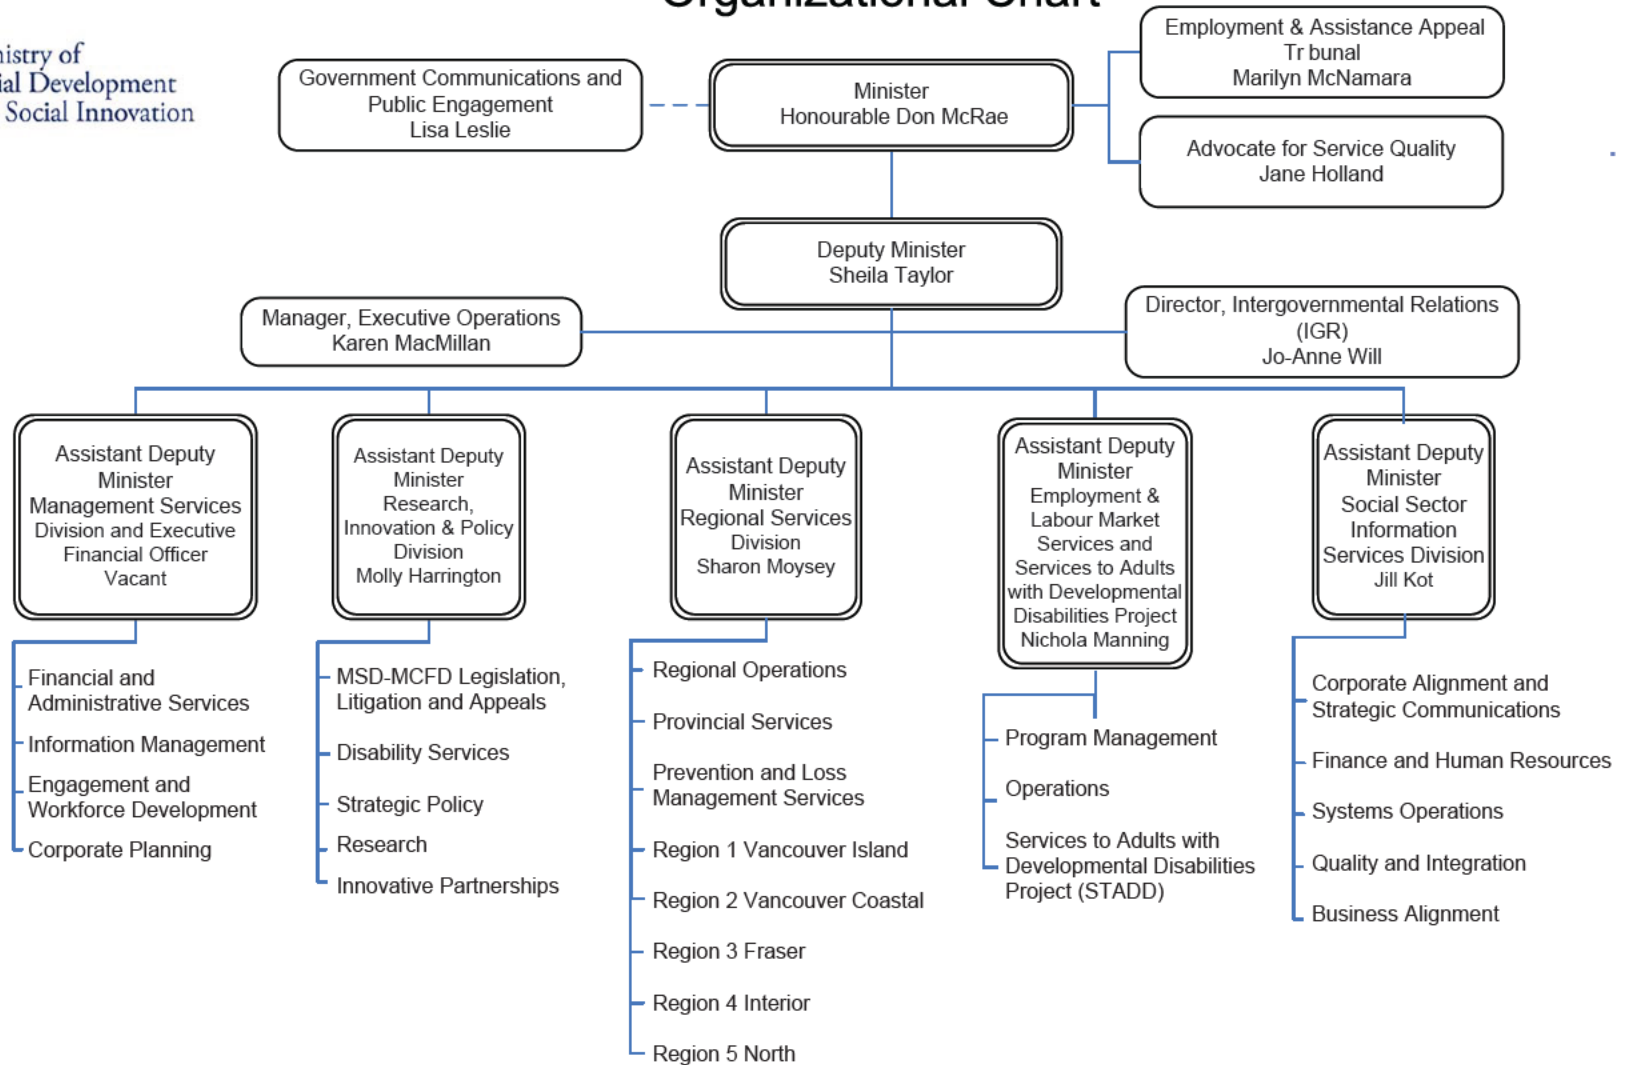 Organizational Chart
nistry of
ial Development
Social Innovation
Government Communications and
Public Engagement
Lisa Leslie
Minister
Honourable Don McRae
Employment & Assistance Appeal
Tr bunal
Marilyn McNamara
Advocate for Service Quality
Jane Holland
Deputy Minister
Sheila Taylor
Manager, Executive Operations
Karen MacMillan
Director, Intergovernmental Relations
(IGR)
Jo-Anne Will
Assistant Deputy
Minister
Management Services
Division and Executive
Financial Officer
Vacant
Financial and
Administrative Services
Information Management
Engagement and
Workforce Development
Corporate Planning
Assistant Deputy
Minister
Research,
Innovation & Policy
Division
Molly Harrington
MSD-MCFD Legislation,
Litigation and Appeals
Disability Services
Strategic Policy
Research
Innovative Partnerships
Assistant Deputy
Minister
Regional Services
Division
Sharon Moysey
Regional Operations
Provincial Services
Prevention and Loss
Management Services
Region 1 Vancouver Island
Region 2 Vancouver Coastal
Region 3 Fraser
Region 4 Interior
Region 5 North
Assistant Deputy
Minister
Employment &
Labour Market
Services and
Services to Adults
with Developmental
Disabilities Project
Nichola Manning
Program Management
Operations
Services to Adults with
Developmental Disabilities
Project (STADD)
Assistant Deputy
Minister
Social Sector
Information
Services Division
Jill Kot
Corporate Alignment and
Strategic Communications
Finance and Human Resources
Systems Operations
Quality and Integration
Business Alignment